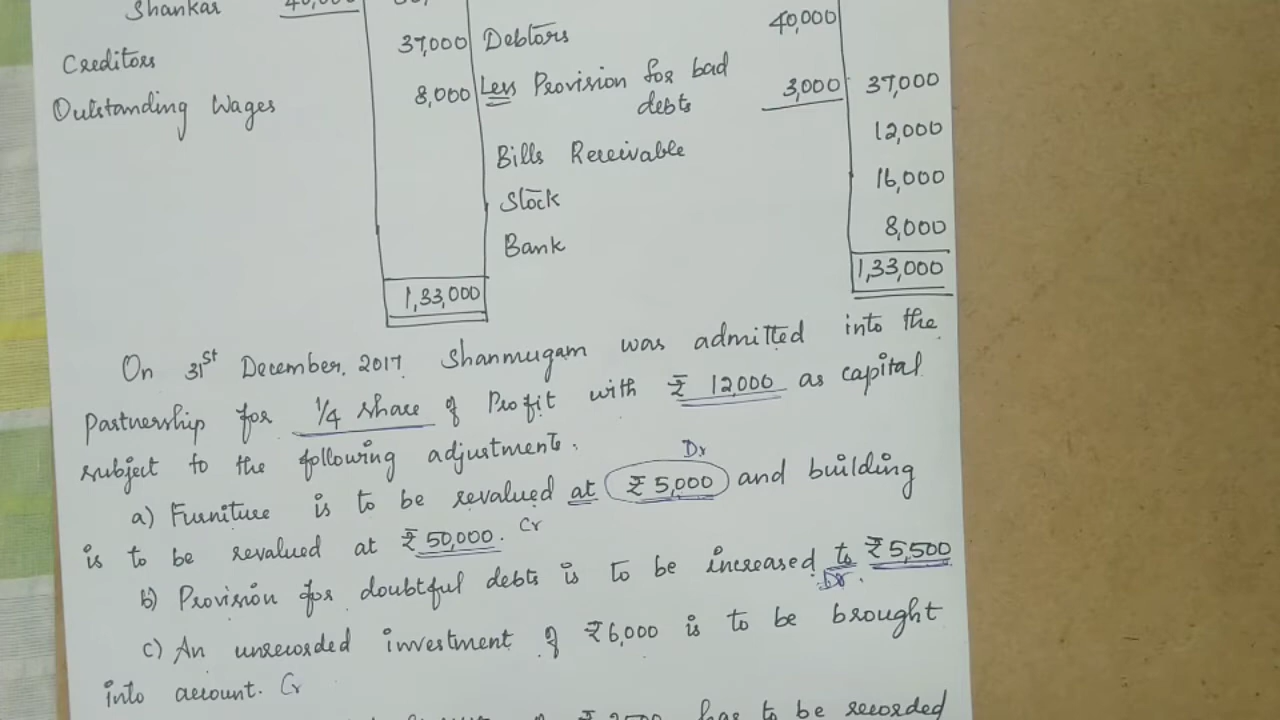 Shankar 40,000
37,000 Debtors 40,000
Creditors
8,000 Less Provision for bad debts 3,000 37,000
Outstanding Wages
Bills Receivable 12,000
Stock 16,000
Bank 8,000
1,33,000 1,33,000
On 31st December. 2017 Shanmugam was admitted into the
Partnership for 1/4 share of Profit with ₹ 12,000 as capital
subject to the following adjustments.
Dr
a) Furniture is to be revalued at ₹ 5,000 and building
is to be revalued at ₹ 50,000. Cr
b) Provision for doubtful debts is to be increased to ₹ 5,500
Dr.
c) An unrecorded investment of ₹ 6,000 is to be brought
into account. Cr
has to be recorded